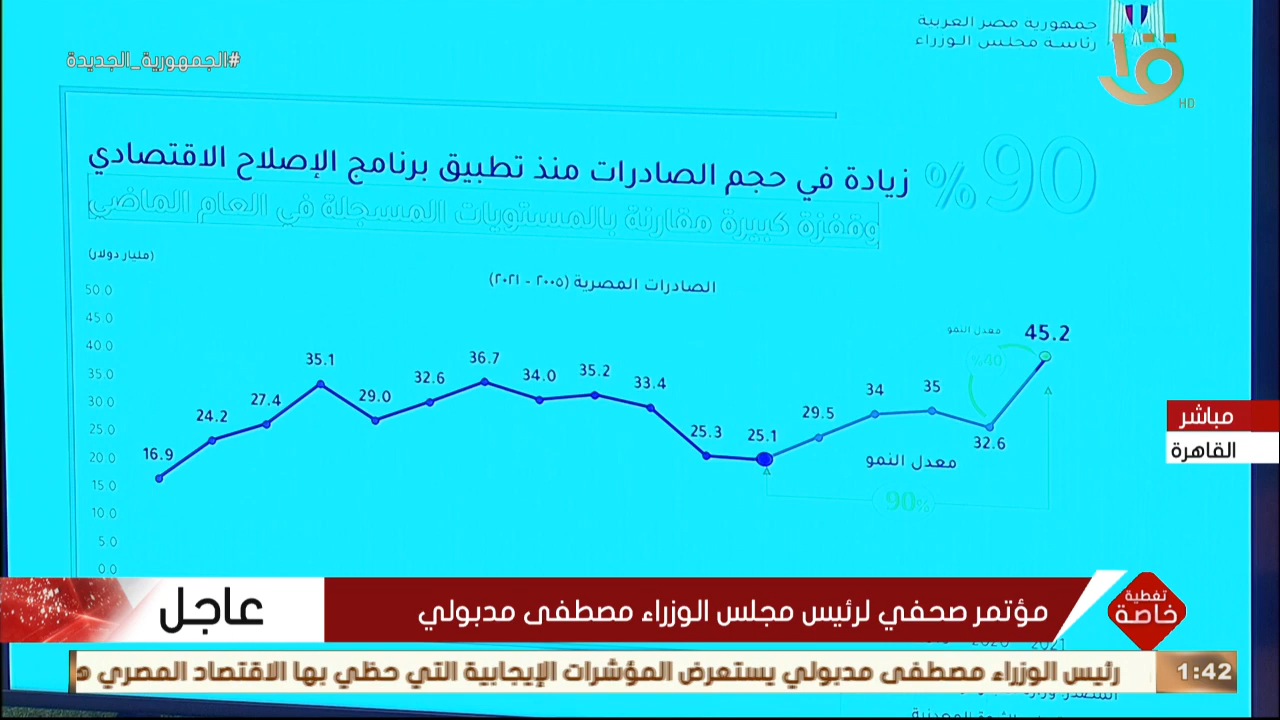 جمهورية مصر العربية
رئاسة مجلس الوزراء
#الجمهورية_الجديدة
HD
%90
زيادة في حجم الصادرات منذ تطبيق برنامج الإصلاح الاقتصادي
وقفزة كبيرة مقارنة بالمستويات المسجلة في العام الماضي
(مليار دولار)
الصادرات المصرية (٢٠٠٥ - ٢٠٢١)
50.0
45.0
40.0
35.0
30.0
25.0
20.0
15.0
10.0
5.0
0.0
16.9
24.2
27.4
35.1
29.0
32.6
36.7
34.0
35.2
33.4
25.3
25.1
29.5
34
35
32.6
45.2
معدل النمو
%40
معدل النمو
90%
مباشر
القاهرة
تغطية
خاصة
عاجل
مؤتمر صحفي لرئيس مجلس الوزراء مصطفى مدبولي
1:42
رئيس الوزراء مصطفى مدبولي يستعرض المؤشرات الإيجابية التي حظي بها الاقتصاد المصري